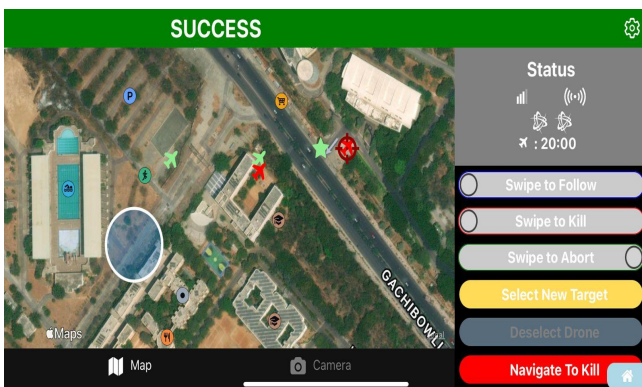 SUCCESS
Status
: 20:00
P
Swipe to Follow
Swipe to Kill
Swipe to Abort
Select New Target
Deselect Drone
Navigate To Kill
GACHIBOWLI
Maps
Map
Camera